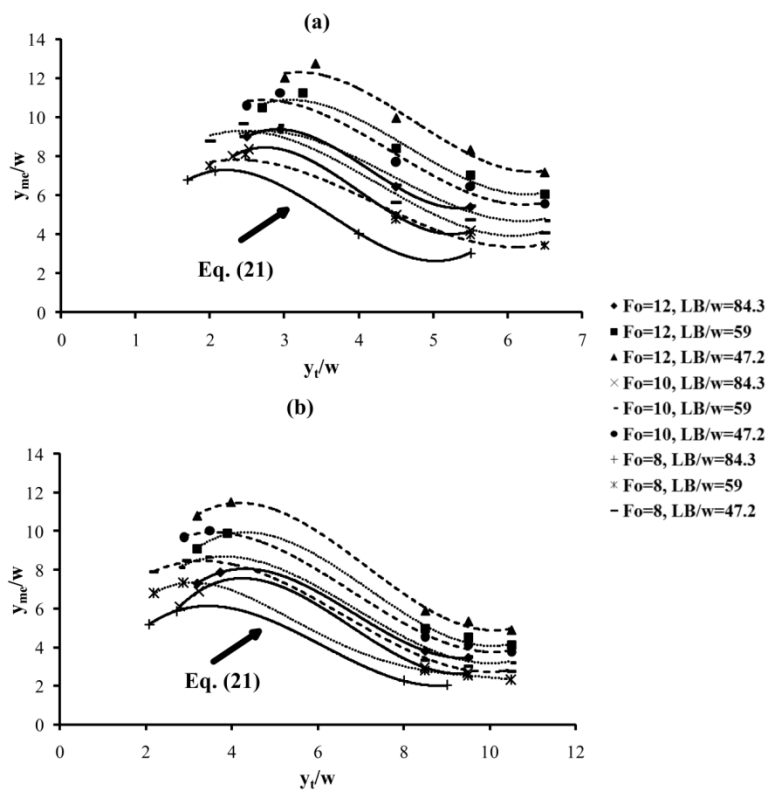 (a)
14
12
10
8
6
4
2
0
y_me/w
Eq. (21)
0 1 2 3 4 5 6 7
y_t/w
(b)
14
12
10
8
6
4
2
0
y_me/w
Eq. (21)
0 2 4 6 8 10 12
y_t/w
Fo=12, LB/w=84.3
Fo=12, LB/w=59
Fo=12, LB/w=47.2
Fo=10, LB/w=84.3
Fo=10, LB/w=59
Fo=10, LB/w=47.2
Fo=8, LB/w=84.3
Fo=8, LB/w=59
Fo=8, LB/w=47.2